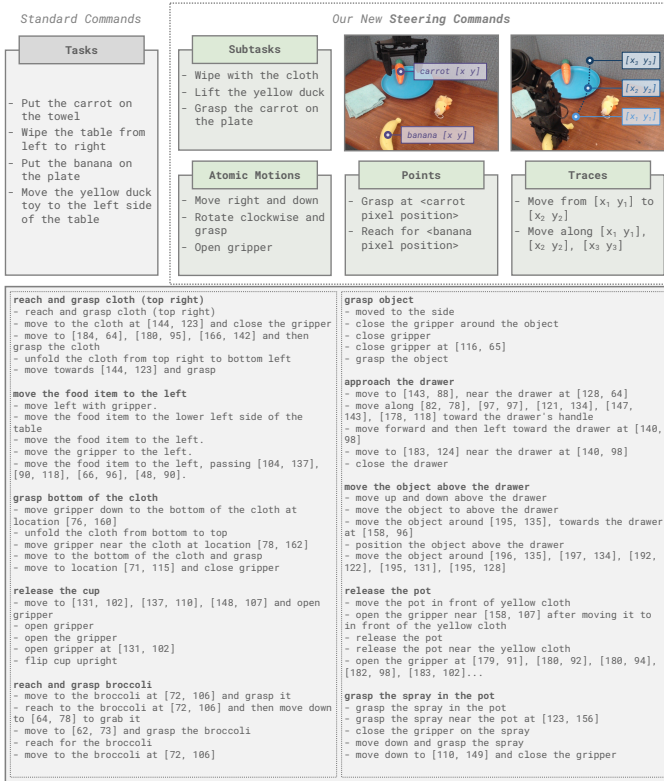 Standard Commands
Our New Steering Commands
Tasks
- Put the carrot on
the towel
- Wipe the table from
left to right
- Put the banana on
the plate
- Move the yellow duck
toy to the left side
of the table
Subtasks
- Wipe with the cloth
- Lift the yellow duck
- Grasp the carrot on
the plate
carrot [x y]
banana [x y]
[x₃ y₃]
[x₂ y₂]
[x₁ y₁]
Atomic Motions
- Move right and down
- Rotate clockwise and
grasp
- Open gripper
Points
- Grasp at <carrot
pixel position>
- Reach for <banana
pixel position>
Traces
- Move from [x₁ y₁] to
[x₂ y₂]
- Move along [x₁ y₁],
[x₂ y₂], [x₃ y₃]
reach and grasp cloth (top right)
- reach and grasp cloth (top right)
- move to the cloth at [144, 123] and close the gripper
- move to [184, 64], [180, 95], [166, 142] and then
grasp the cloth
- unfold the cloth from top right to bottom left
- move towards [144, 123] and grasp
move the food item to the left
- move left with gripper.
- move the food item to the lower left side of the
table
- move the food item to the left.
- move the gripper to the left.
- move the food item to the left, passing [104, 137],
[90, 118], [66, 96], [48, 90].
grasp bottom of the cloth
- move gripper down to the bottom of the cloth at
location [76, 160]
- unfold the cloth from bottom to top
- move gripper near the cloth at location [78, 162]
- move to the bottom of the cloth and grasp
- move to location [71, 115] and close gripper
release the cup
- move to [131, 102], [137, 110], [148, 107] and open
gripper
- open gripper
- open the gripper
- open gripper at [131, 102]
- flip cup upright
reach and grasp broccoli
- move to the broccoli at [72, 106] and grasp it
- reach to the broccoli at [72, 106] and then move down
to [64, 78] to grab it
- move to [62, 73] and grasp the broccoli
- reach for the broccoli
- move to the broccoli at [72, 106]
grasp object
- moved to the side
- close the gripper around the object
- close gripper
- close gripper at [116, 65]
- grasp the object
approach the drawer
- move to [143, 88], near the drawer at [128, 64]
- move along [82, 78], [97, 97], [121, 134], [147,
143], [178, 118] toward the drawer's handle
- move forward and then left toward the drawer at [140,
98]
- move to [183, 124] near the drawer at [140, 98]
- close the drawer
move the object above the drawer
- move up and down above the drawer
- move the object to above the drawer
- move the object around [195, 135], towards the drawer
at [158, 96]
- position the object above the drawer
- move the object around [196, 135], [197, 134], [192,
122], [195, 131], [195, 128]
release the pot
- move the pot in front of yellow cloth
- open the gripper near [158, 107] after moving it to
in front of the yellow cloth
- release the pot
- release the pot near the yellow cloth
- open the gripper at [179, 91], [180, 92], [180, 94],
[182, 98], [183, 102]...
grasp the spray in the pot
- grasp the spray in the pot
- grasp the spray near the pot at [123, 156]
- close the gripper on the spray
- move down and grasp the spray
- move down to [110, 149] and close the gripper